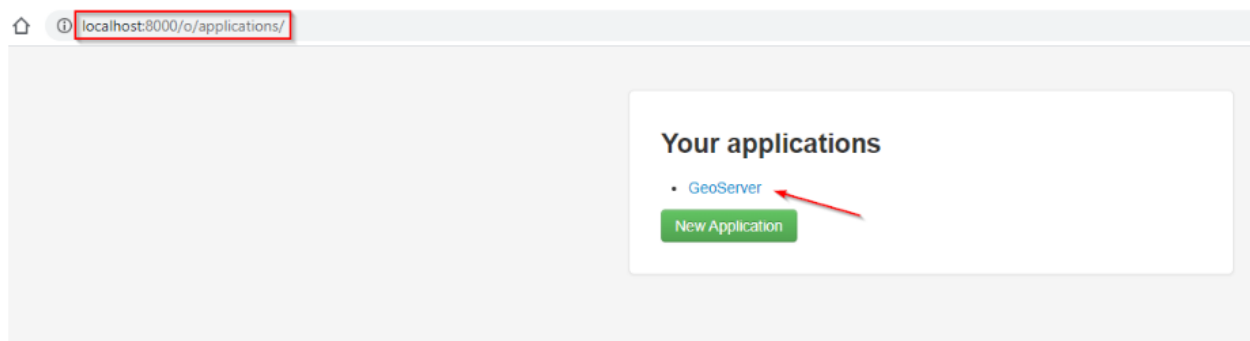 localhost:8000/o/applications/
Your applications
GeoServer
New Application